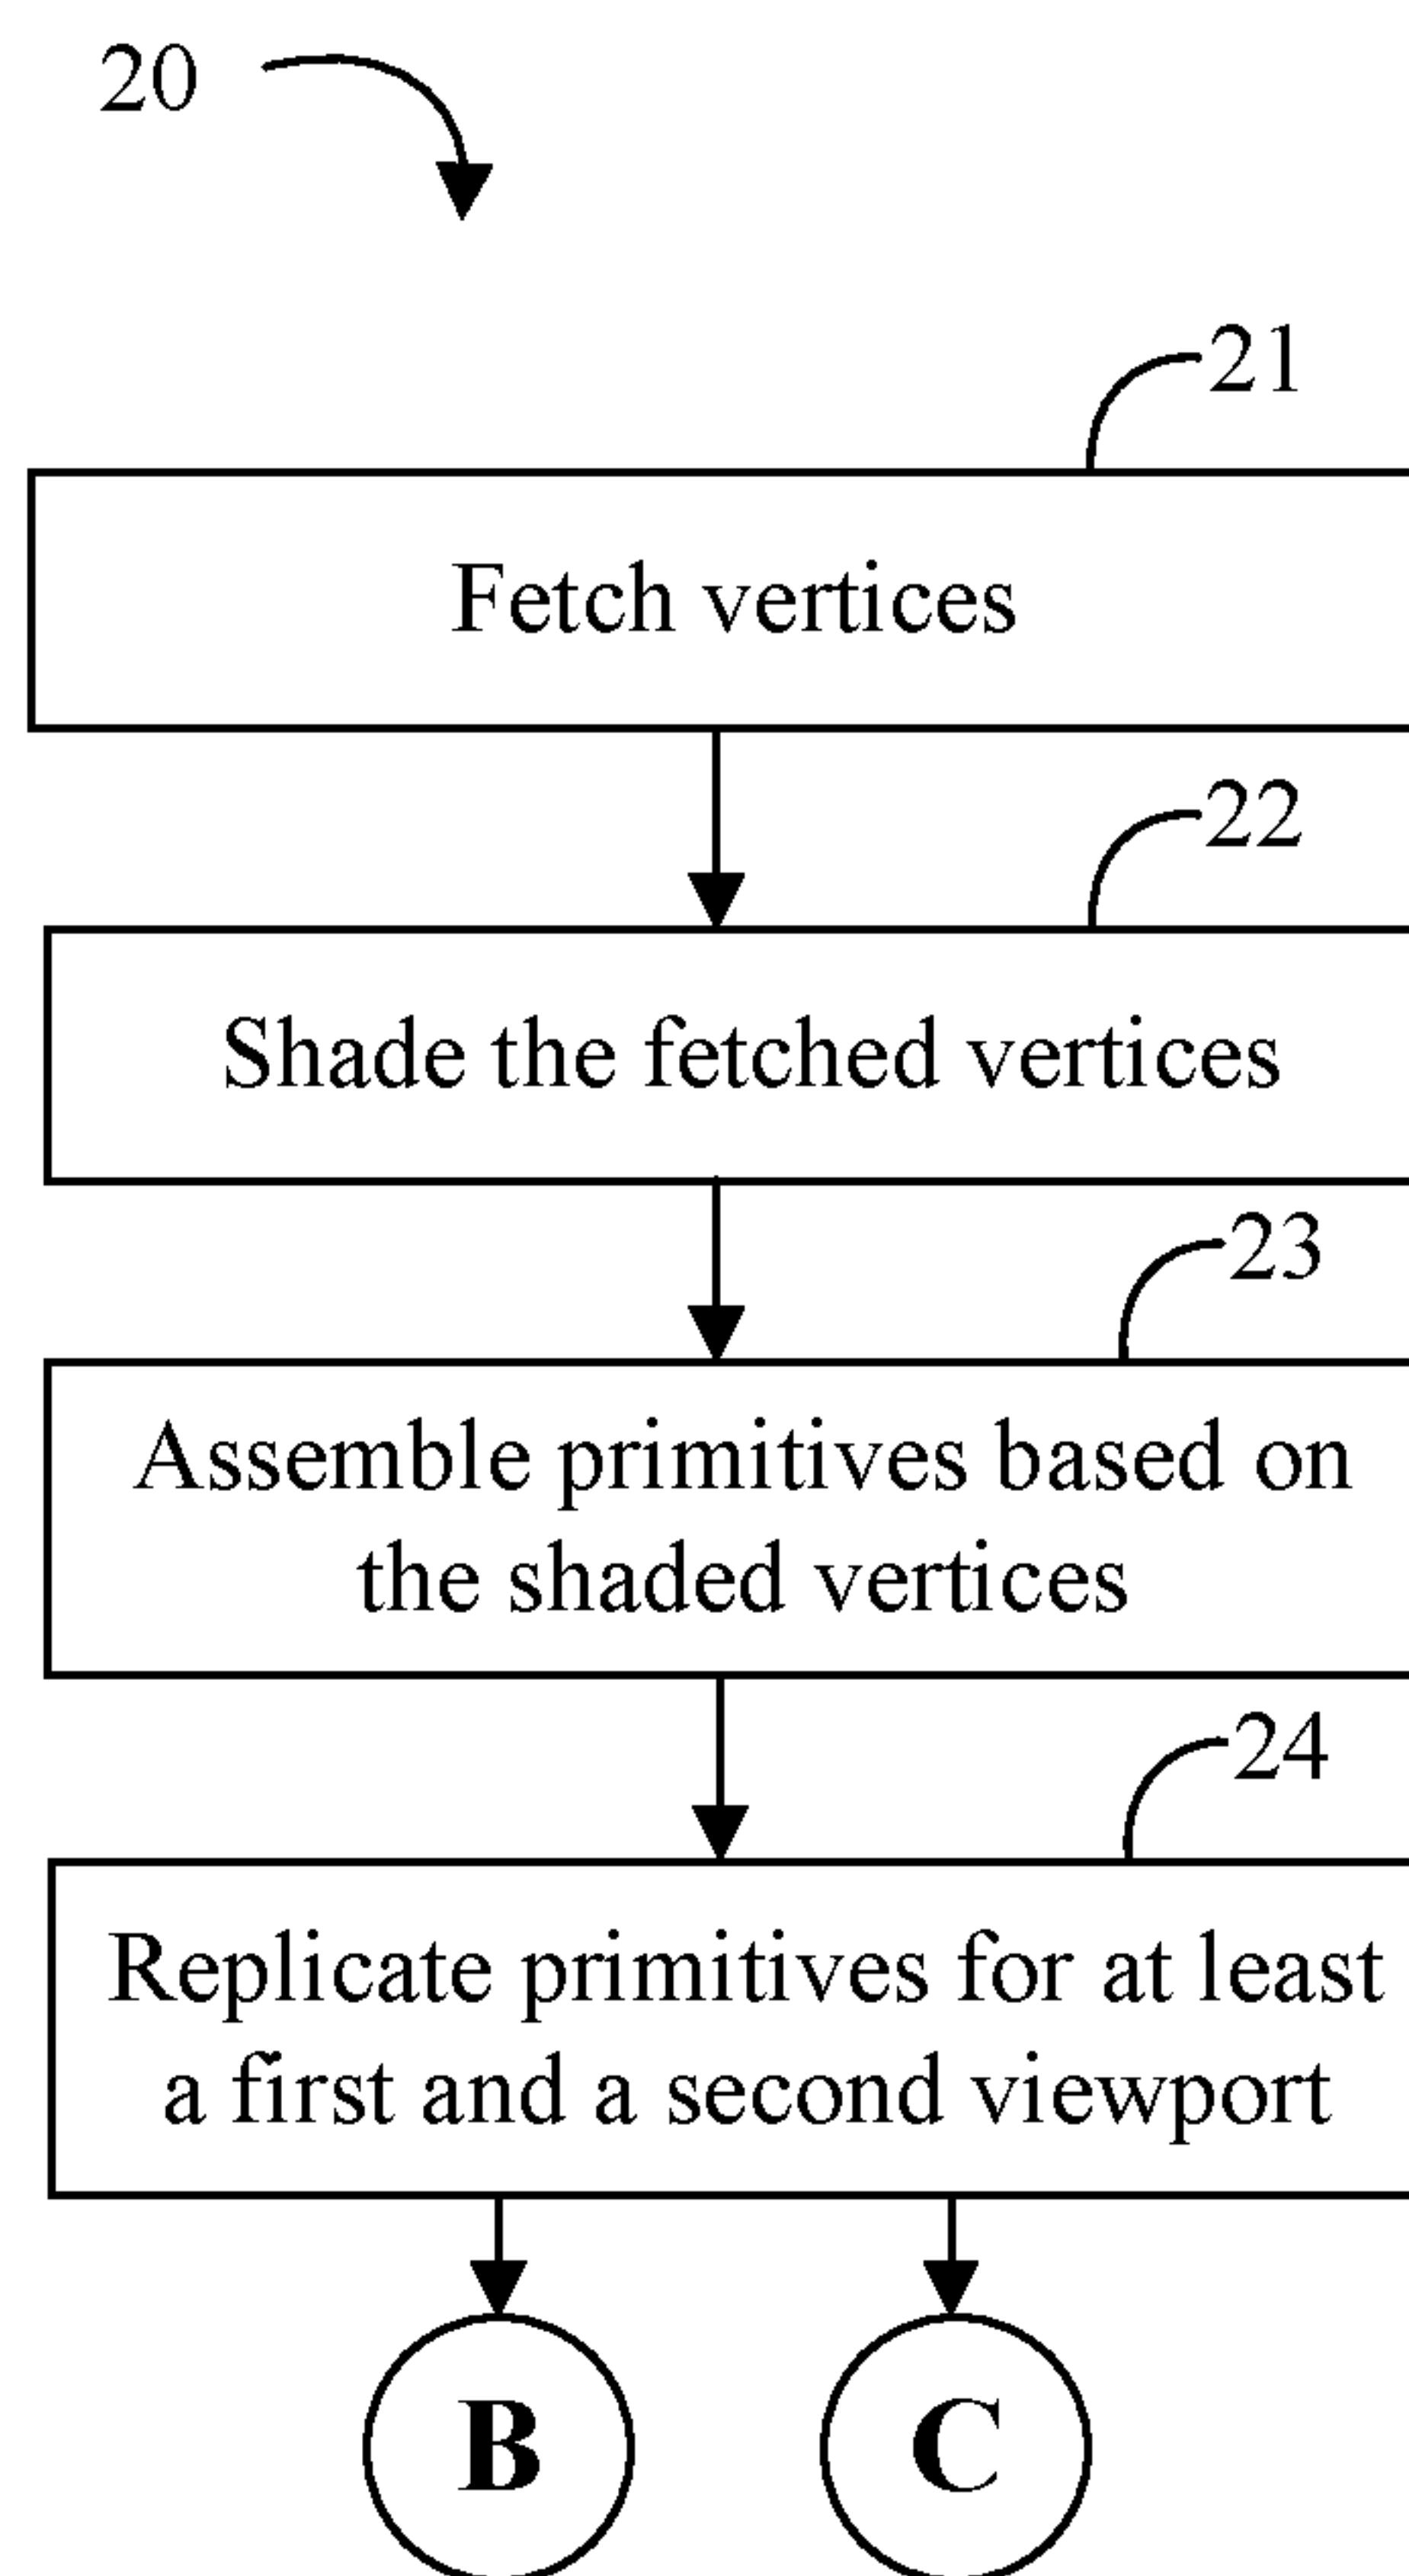 20
21
Fetch vertices
22
Shade the fetched vertices
23
Assemble primitives based on
the shaded vertices
24
Replicate primitives for at least
a first and a second viewport
B
C